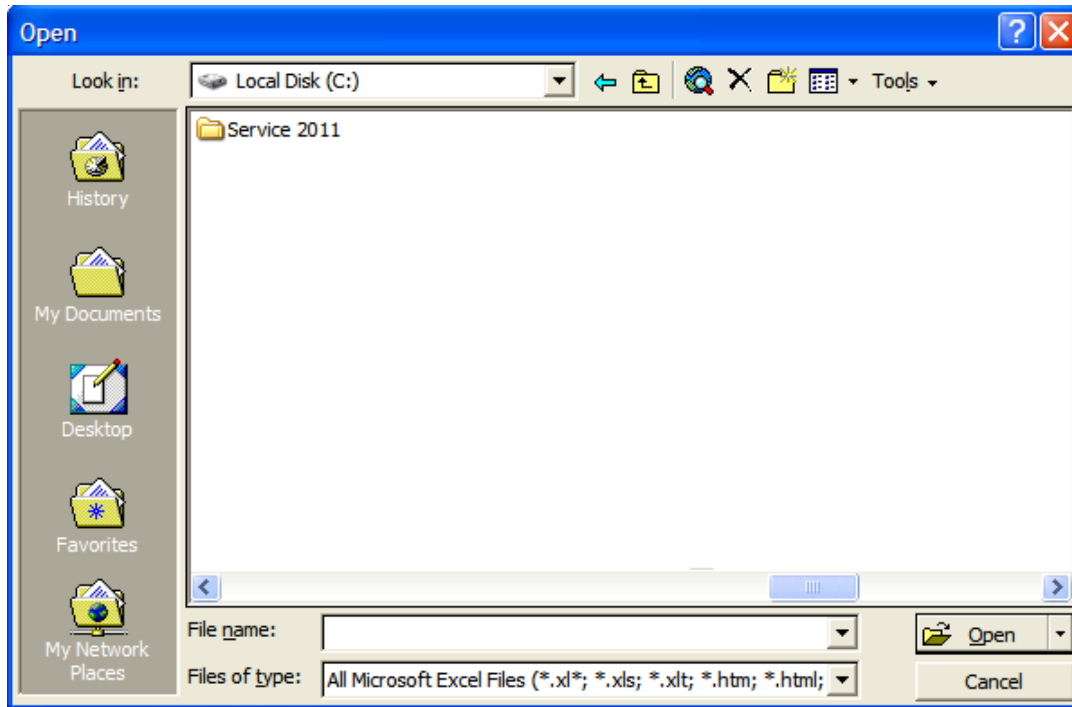 Open
Look in:
Local Disk (C:)
Tools
Service 2011
History
My Documents
Desktop
Favorites
My Network
Places
File name:
Open
Files of type:
All Microsoft Excel Files (*.xl*; *.xls; *.xlt; *.htm; *.html;
Cancel